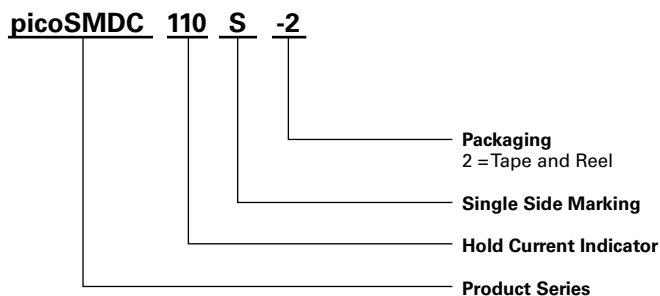 picoSMDC 110 S -2
Packaging
2 = Tape and Reel
Single Side Marking
Hold Current Indicator
Product Series